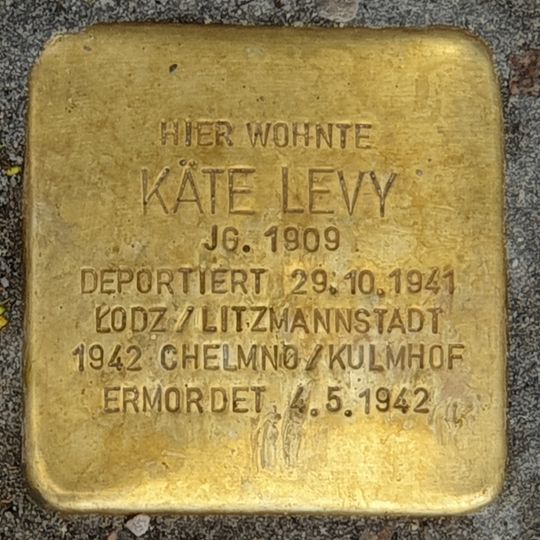 HIER WOHNTE
KÄTE LEVY
JG. 1909
DEPORTIERT 29.10.1941
ŁODZ/LITZMANNSTADT
1942 CHELMNO/KULMHOF
ERMORDET 4.5.1942